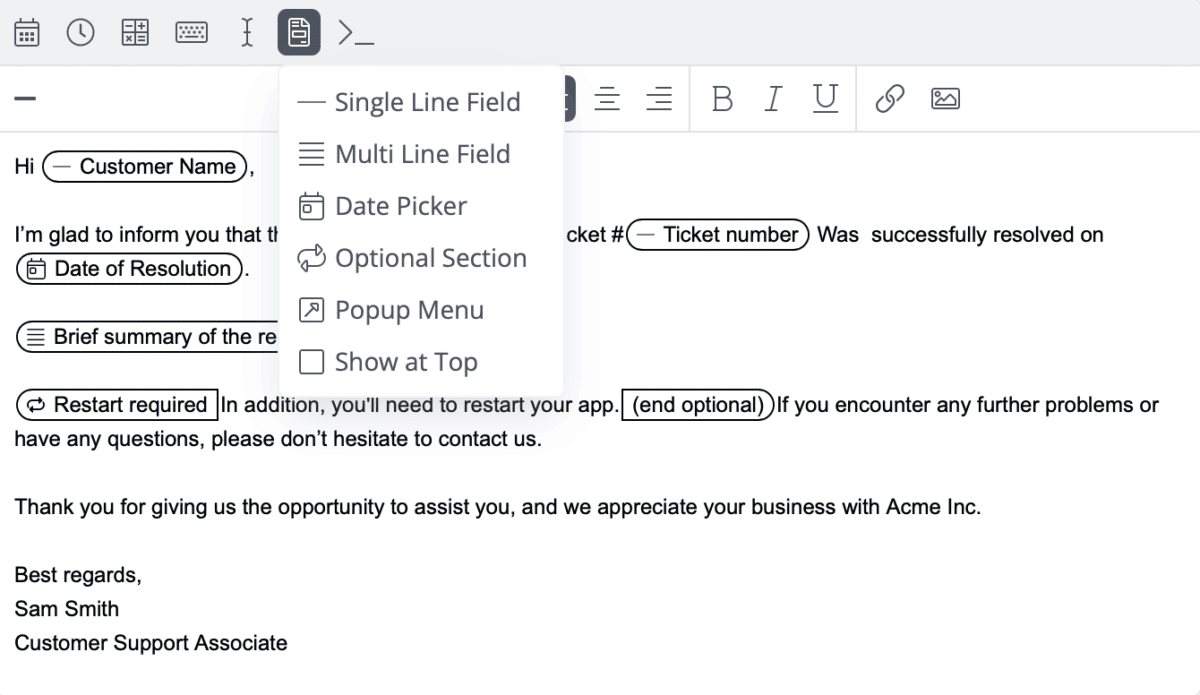 Single Line Field
Multi Line Field
Date Picker
Optional Section
Popup Menu
Show at Top
B I U
Hi Customer Name,
I'm glad to inform you that cket # Ticket number Was successfully resolved on
Date of Resolution.
Brief summary of the
Restart required In addition, you'll need to restart your app. (end optional) If you encounter any further problems or
have any questions, please don't hesitate to contact us.
Thank you for giving us the opportunity to assist you, and we appreciate your business with Acme Inc.
Best regards,
Sam Smith
Customer Support Associate